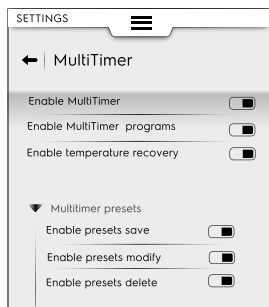 SETTINGS
MultiTimer
Enable MultiTimer
Enable MultiTimer programs
Enable temperature recovery
Multitimer presets
Enable presets save
Enable presets modify
Enable presets delete